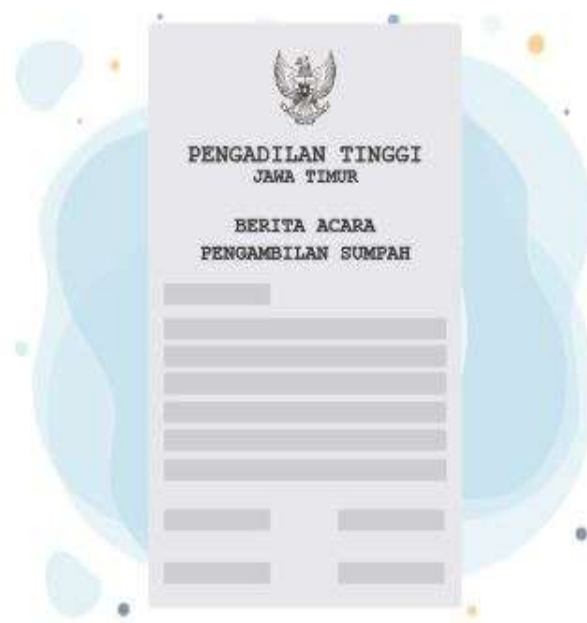 PENGADILAN TINGGI
JAWA TIMUR
BERITA ACARA
PENGAMBILAN SUMPAH